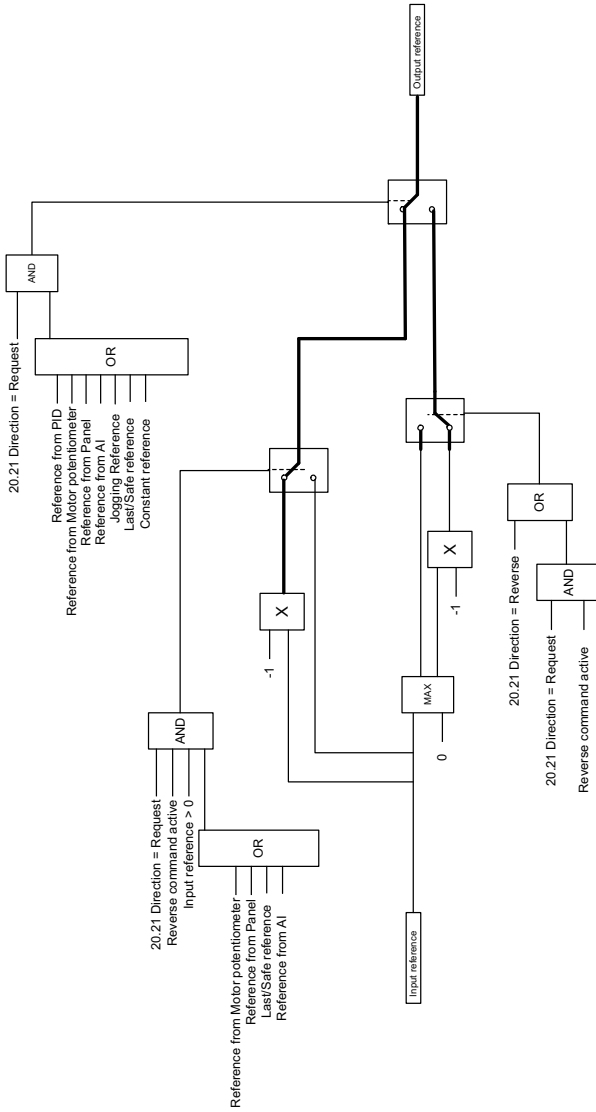 Output reference
20.21 Direction = Request
AND
OR
Reference from PID
Reference from Motor potentiometer
Reference from Panel
Reference from AI
Jogging Reference
Last/Safe reference
Constant reference
20.21 Direction = Request
Reverse command active
Input reference > 0
AND
OR
Reference from Motor potentiometer
Reference from Panel
Last/Safe reference
Reference from AI
-1
X
Input reference
MAX
0
X
-1
20.21 Direction = Reverse
OR
20.21 Direction = Request
AND
Reverse command active